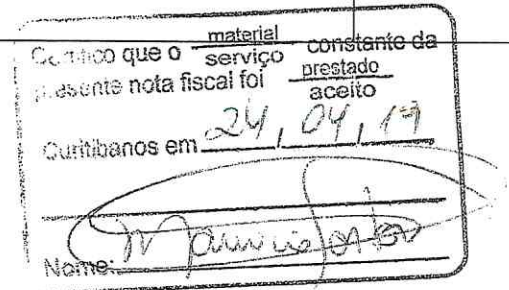 material
Certifico que o serviço constante da
prestado
presente nota fiscal foi aceito
Curitibanos em 24, 04, 17
Nome: